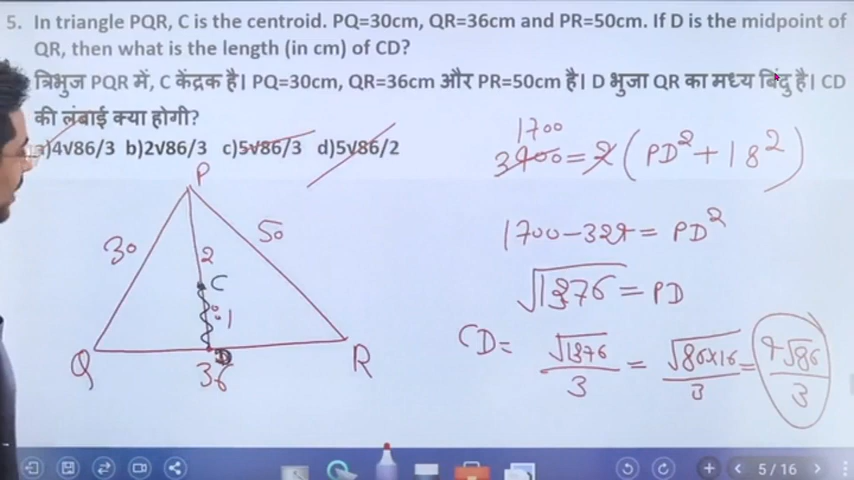 5. In triangle PQR, C is the centroid. PQ=30cm, QR=36cm and PR=50cm. If D is the midpoint of
QR, then what is the length (in cm) of CD?
त्रिभुज PQR में, C केंद्रक है। PQ=30cm, QR=36cm और PR=50cm है। D भुजा QR का मध्य बिंदु है। CD
की लंबाई क्या होगी?
a)4√86/3 b)2√86/3 c)5√86/3 d)5√86/2
1700
3400=2(PD²+18²)
1700-324=PD²
√1376=PD
CD= √1376/3 = √86×16/3 = 4√86/3
P
30
50
2
C
:1
Q
D
R
36
5 / 16